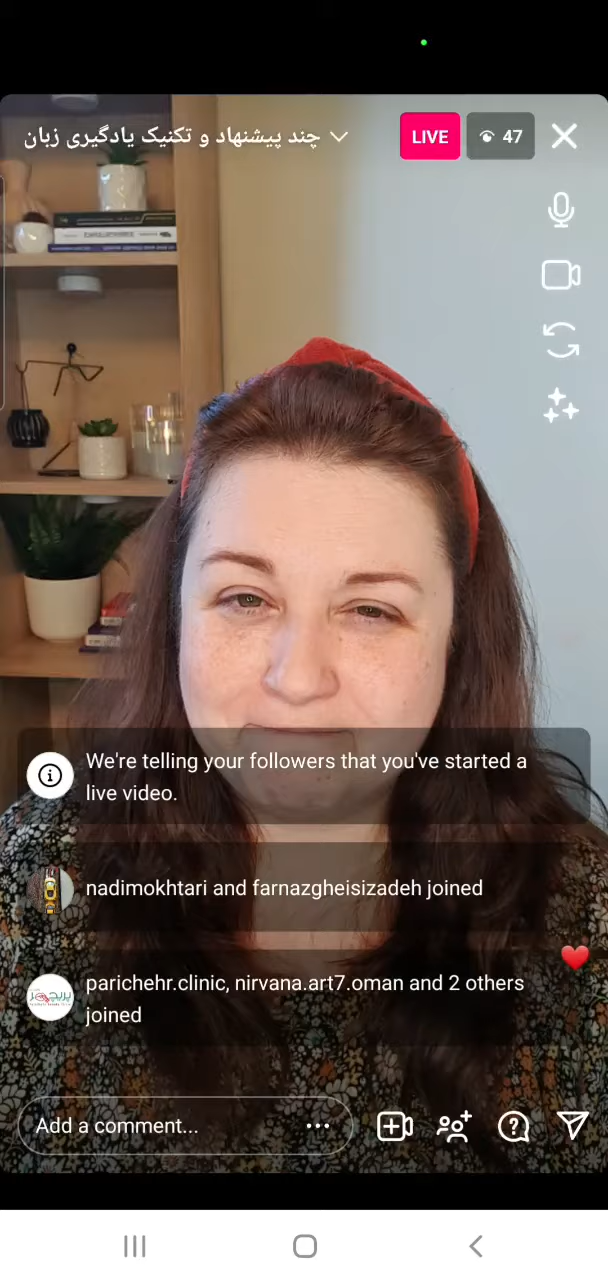 چند پیشنهاد و تکنیک یادگیری زبان
LIVE
47
We're telling your followers that you've started a
live video.
nadimokhtari and farnazgheisizadeh joined
parichehr.clinic, nirvana.art7.oman and 2 others
joined
Add a comment...